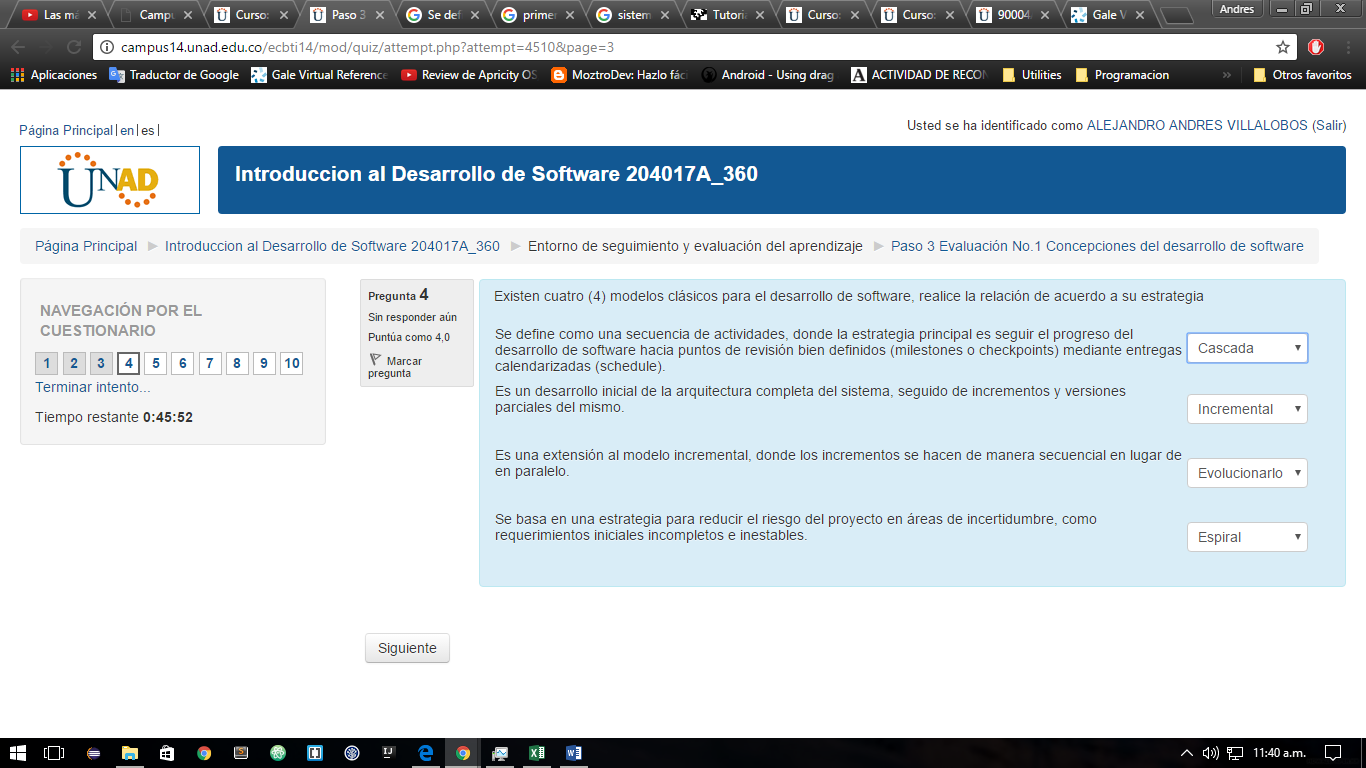 Las má
Campu
Curso:
Paso 3
Se defi
primer
sistem
Tutoria
Curso:
Curso:
90004
Gale V
Andres
campus14.unad.edu.co/ecbti14/mod/quiz/attempt.php?attempt=4510&page=3
Aplicaciones
Traductor de Google
Gale Virtual Reference
Review de Apricity OS
MoztroDev: Hazlo fác
Android - Using drag
ACTIVIDAD DE RECON
Utilities
Programacion
»
Otros favoritos
Página Principal| en| es|
Usted se ha identificado como ALEJANDRO ANDRES VILLALOBOS (Salir)
UNAD
Introduccion al Desarrollo de Software 204017A_360
Página Principal ► Introduccion al Desarrollo de Software 204017A_360 ► Entorno de seguimiento y evaluación del aprendizaje ► Paso 3 Evaluación No.1 Concepciones del desarrollo de software
NAVEGACIÓN POR EL
CUESTIONARIO
1 2 3 4 5 6 7 8 9 10
Terminar intento...
Tiempo restante 0:45:52
Pregunta 4
Sin responder aún
Puntúa como 4,0
Marcar
pregunta
Existen cuatro (4) modelos clásicos para el desarrollo de software, realice la relación de acuerdo a su estrategia
Se define como una secuencia de actividades, donde la estrategia principal es seguir el progreso del
desarrollo de software hacia puntos de revisión bien definidos (milestones o checkpoints) mediante entregas
calendarizadas (schedule).
Cascada
Es un desarrollo inicial de la arquitectura completa del sistema, seguido de incrementos y versiones
parciales del mismo.
Incremental
Es una extensión al modelo incremental, donde los incrementos se hacen de manera secuencial en lugar de
en paralelo.
Evolucionarlo
Se basa en una estrategia para reducir el riesgo del proyecto en áreas de incertidumbre, como
requerimientos iniciales incompletos e inestables.
Espiral
Siguiente
11:40 a.m.